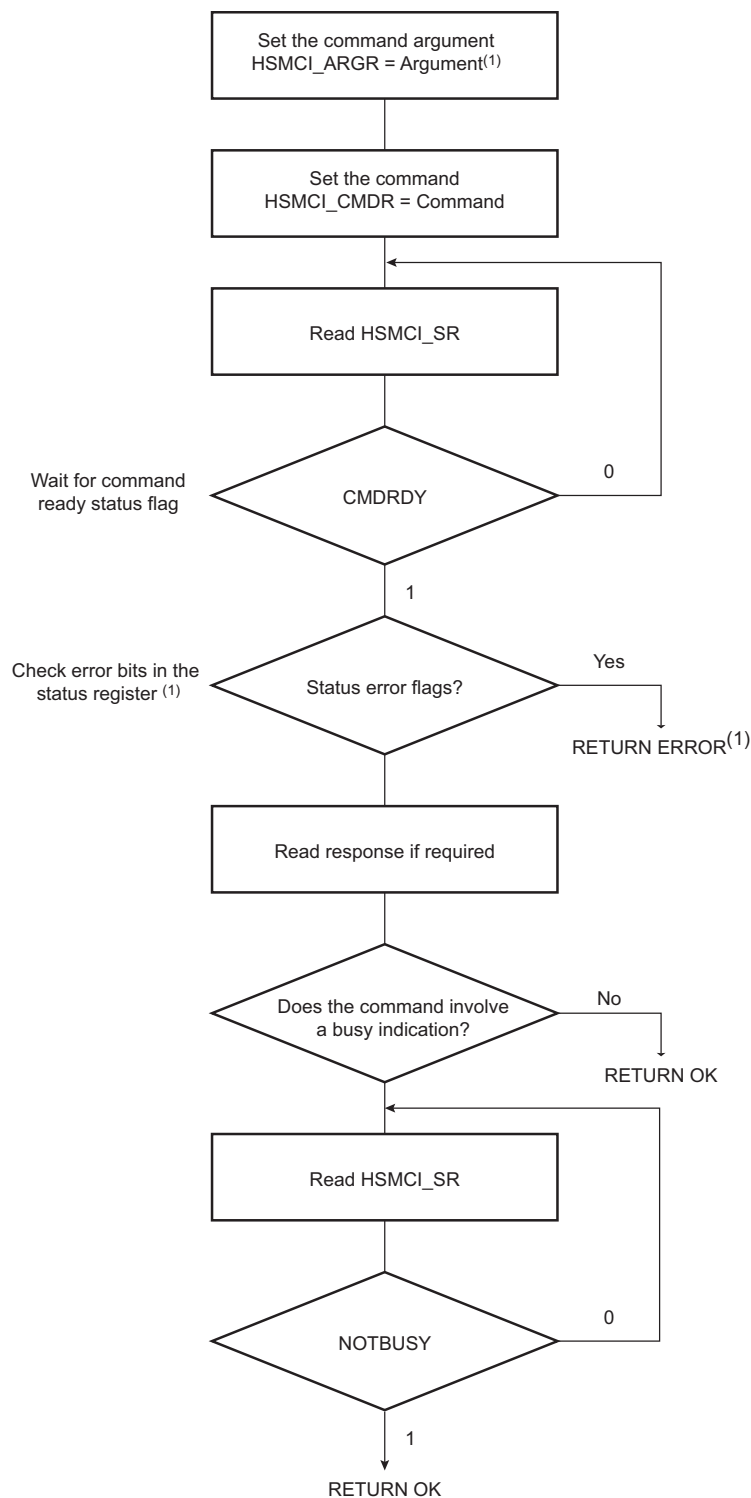 Set the command argument
HSMCI_ARGR = Argument(1)
Set the command
HSMCI_CMDR = Command
Read HSMCI_SR
Wait for command
ready status flag
CMDRDY
0
1
Check error bits in the
status register (1)
Status error flags?
Yes
RETURN ERROR(1)
Read response if required
Does the command involve
a busy indication?
No
RETURN OK
Read HSMCI_SR
NOTBUSY
0
1
RETURN OK